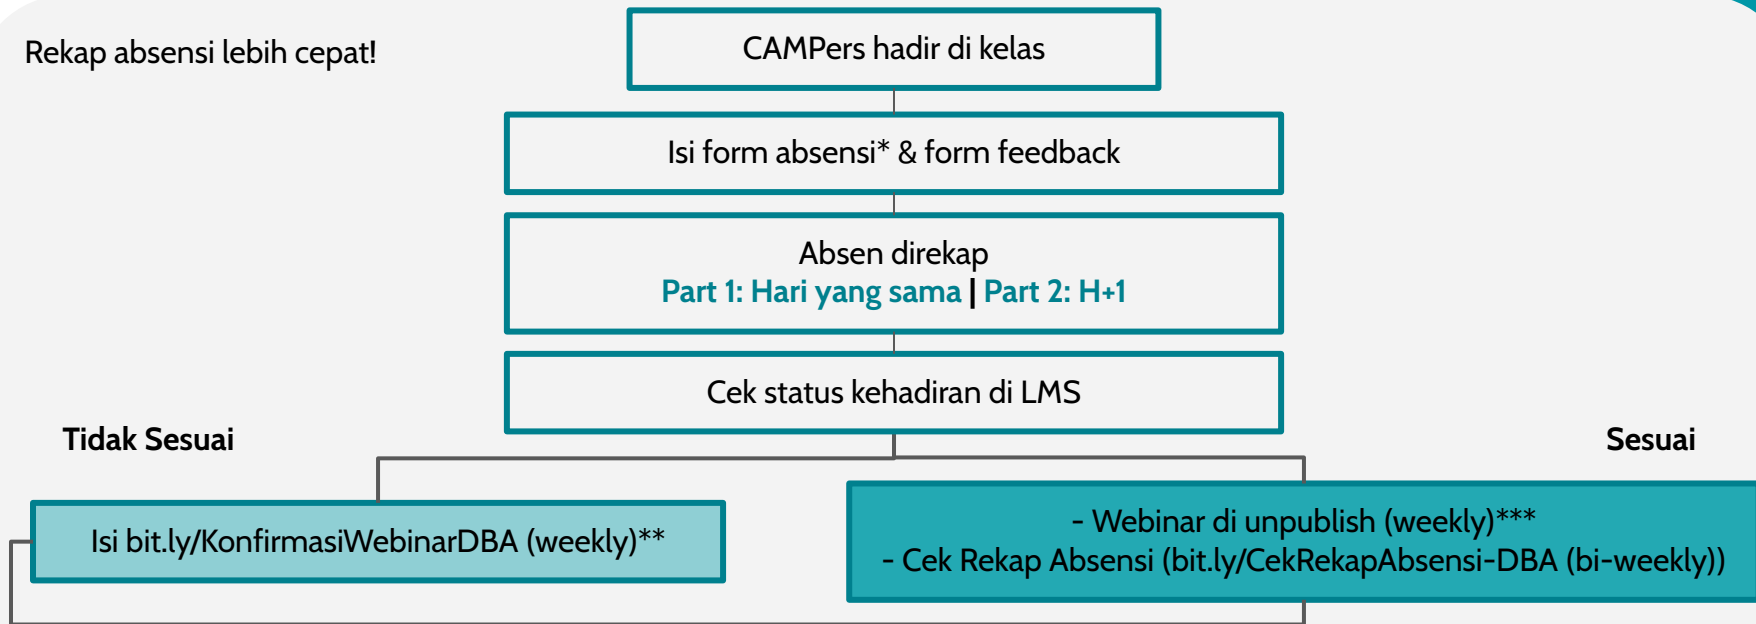 Rekap absensi lebih cepat!
CAMPers hadir di kelas
Isi form absensi* & form feedback
Absen direkap
Part 1: Hari yang sama | Part 2: H+1
Cek status kehadiran di LMS
Tidak Sesuai
Sesuai
Isi bit.ly/KonfirmasiWebinarDBA (weekly)**
- Webinar di unpublish (weekly)***
- Cek Rekap Absensi (bit.ly/CekRekapAbsensi-DBA (bi-weekly))